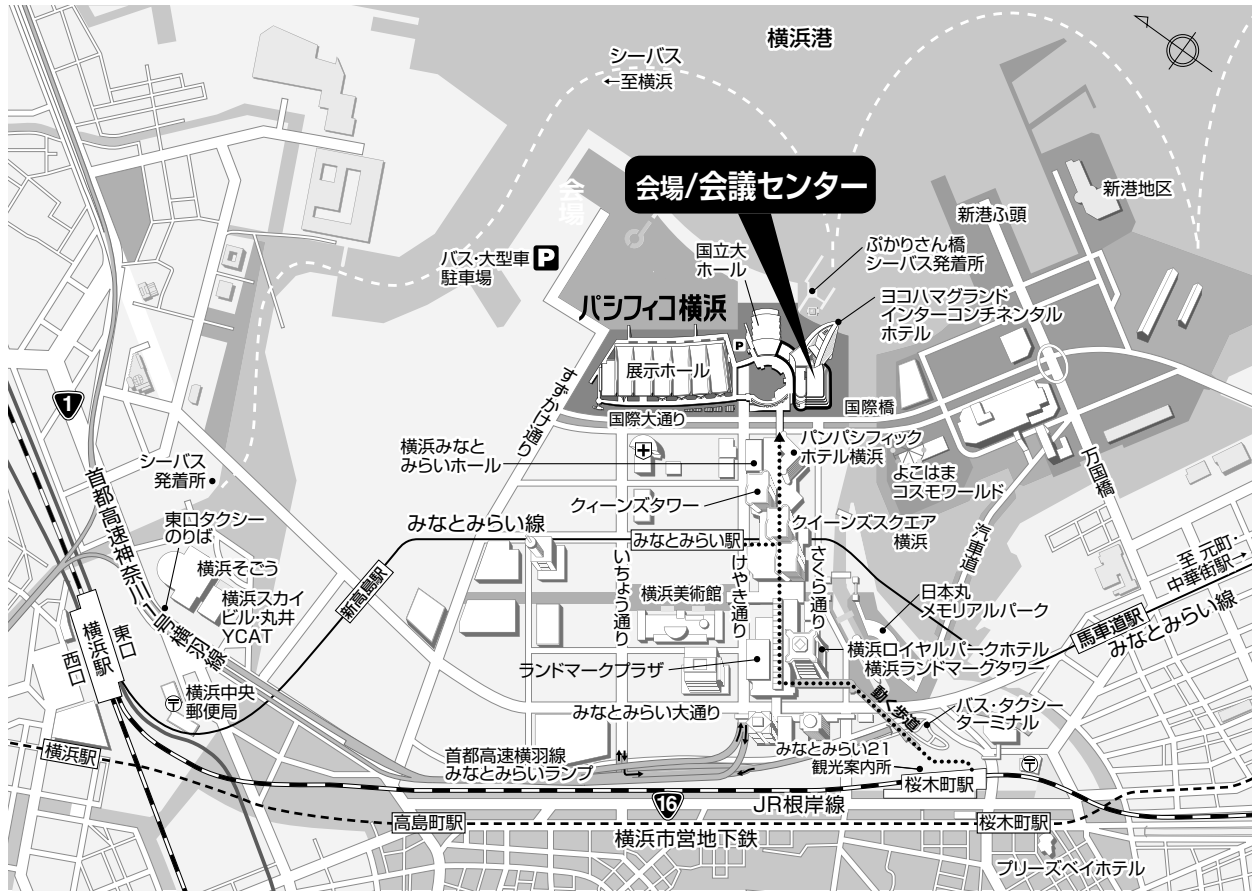 横浜港
シーバス
←至横浜
会場
会場/会議センター
新港地区
新港ふ頭
ぷかりさん橋
シーバス発着所
国立大
ホール
バス・大型車
駐車場
P
ヨコハマグランド
インターコンチネンタル
ホテル
パシフィコ横浜
P
展示ホール
すずかけ通り
国際橋
国際大通り
1
横浜みなと
みらいホール
パンパシフィック
ホテル横浜
よこはま
コスモワールド
万国橋
シーバス
発着所
クィーンズタワー
汽車道
首都高速神奈川1号横羽線
東口タクシー
のりば
みなとみらい線
みなとみらい駅
クイーンズスクエア
横浜
至 元町・
中華街駅→
横浜そごう
横浜スカイ
ビル・丸井
YCAT
新高島駅
いちょう通り
横浜美術館
けやき通り
さくら通り
日本丸
メモリアルパーク
馬車道駅
みなとみらい線
東口
横浜駅
西口
横浜ロイヤルパークホテル
横浜ランドマークタワー
ランドマークプラザ
横浜中央
郵便局
みなとみらい大通り
動く歩道
バス・タクシー
ターミナル
横浜駅
首都高速横羽線
みなとみらいランプ
みなとみらい21
観光案内所
桜木町駅
16
JR根岸線
高島町駅
横浜市営地下鉄
桜木町駅
ブリーズベイホテル